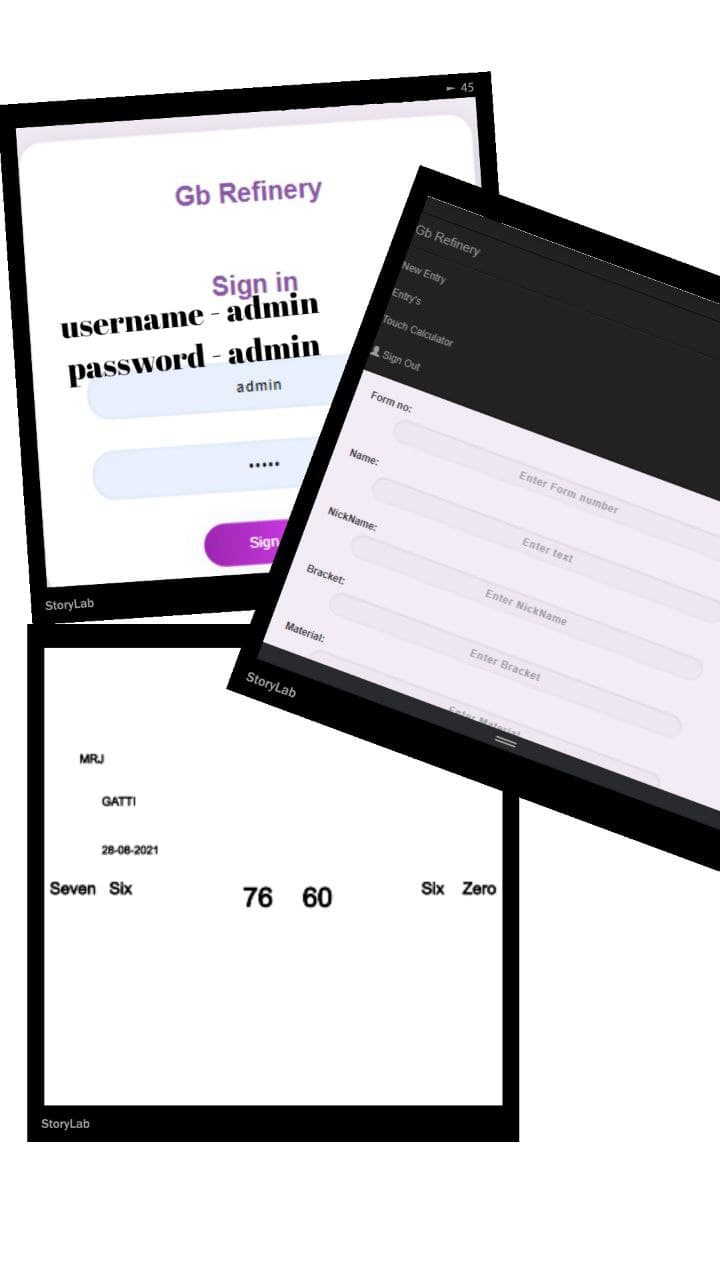 ► 45
Gb Refinery
Sign in
username - admin
password - admin
admin
•••••
Sign
StoryLab
Gb Refinery
New Entry
Entry's
Touch Calculator
Sign Out
Form no:
Enter Form number
Name:
Enter text
NickName:
Enter NickName
Bracket:
Enter Bracket
Material:
Enter Material
StoryLab
MRJ
GATTI
28-08-2021
Seven Six 76 60 Six Zero
StoryLab